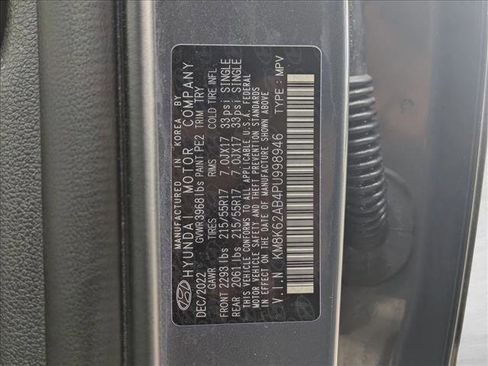 MANUFACTURED IN KOREA BY
HYUNDAI MOTOR COMPANY
DEC/2022 GVWR3968lbs PAINT PE2 TRIM TRY
GAWR TIRES RIMS COLD TIRE INFL.
FRONT 2293lbs 215/55R17 7.0JX17 33psi SINGLE
REAR 2061lbs 215/55R17 7.0JX17 33psi SINGLE
THIS VEHICLE CONFORMS TO ALL APPLICABLE U.S.A. FEDERAL
MOTOR VEHICLE SAFETY AND THEFT PREVENTION STANDARDS
IN EFFECT ON THE DATE OF MANUFACTURE SHOWN ABOVE.
V.I.N : KM8K62AB4PU998946 TYPE : MPV